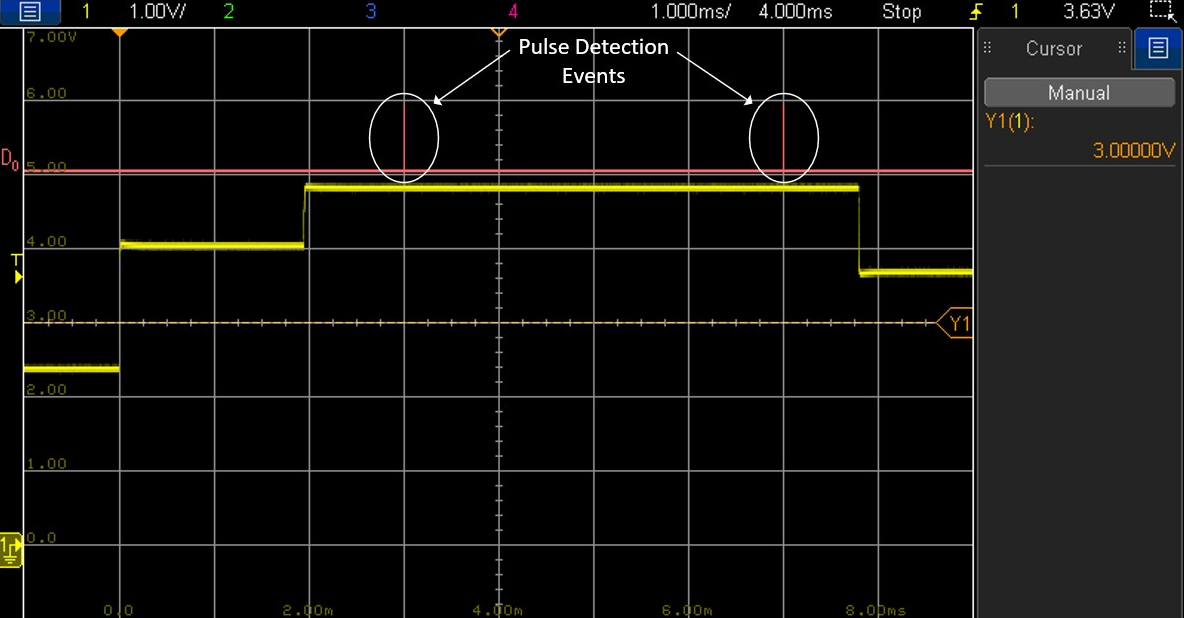 1 1.00V/ 2 3 4 1.000ms/ 4.000ms Stop 1 3.63V
7.00V
Pulse Detection
Events
Cursor
Manual
Y1(1):
3.00000V
6.00
D0
5.00
4.00
T
3.00
Y1
2.00
1.00
1
0.0
0.0 2.00m 4.00m 6.00m 8.00ms